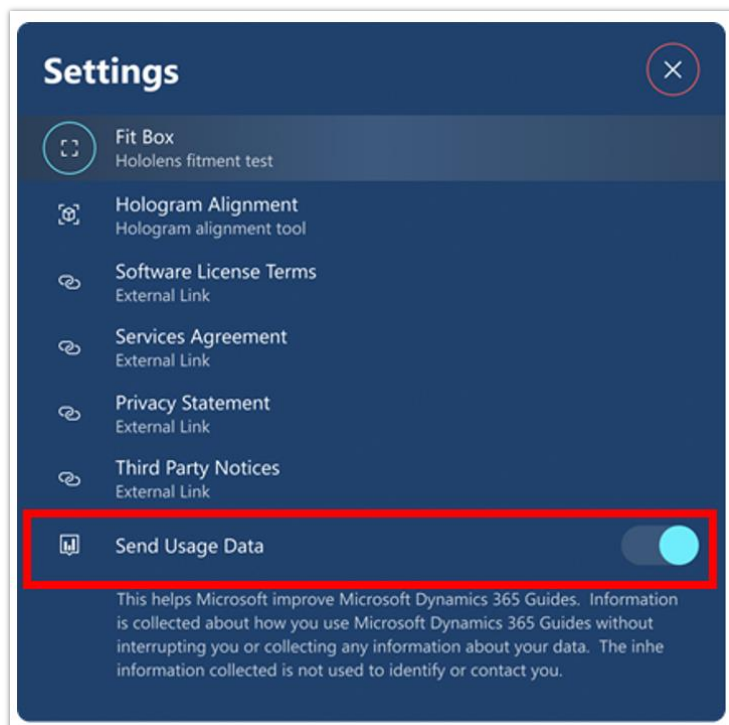 Settings
Fit Box
Hololens fitment test
Hologram Alignment
Hologram alignment tool
Software License Terms
External Link
Services Agreement
External Link
Privacy Statement
External Link
Third Party Notices
External Link
Send Usage Data
This helps Microsoft improve Microsoft Dynamics 365 Guides. Information
is collected about how you use Microsoft Dynamics 365 Guides without
interrupting you or collecting any information about your data. The inhe
information collected is not used to identify or contact you.